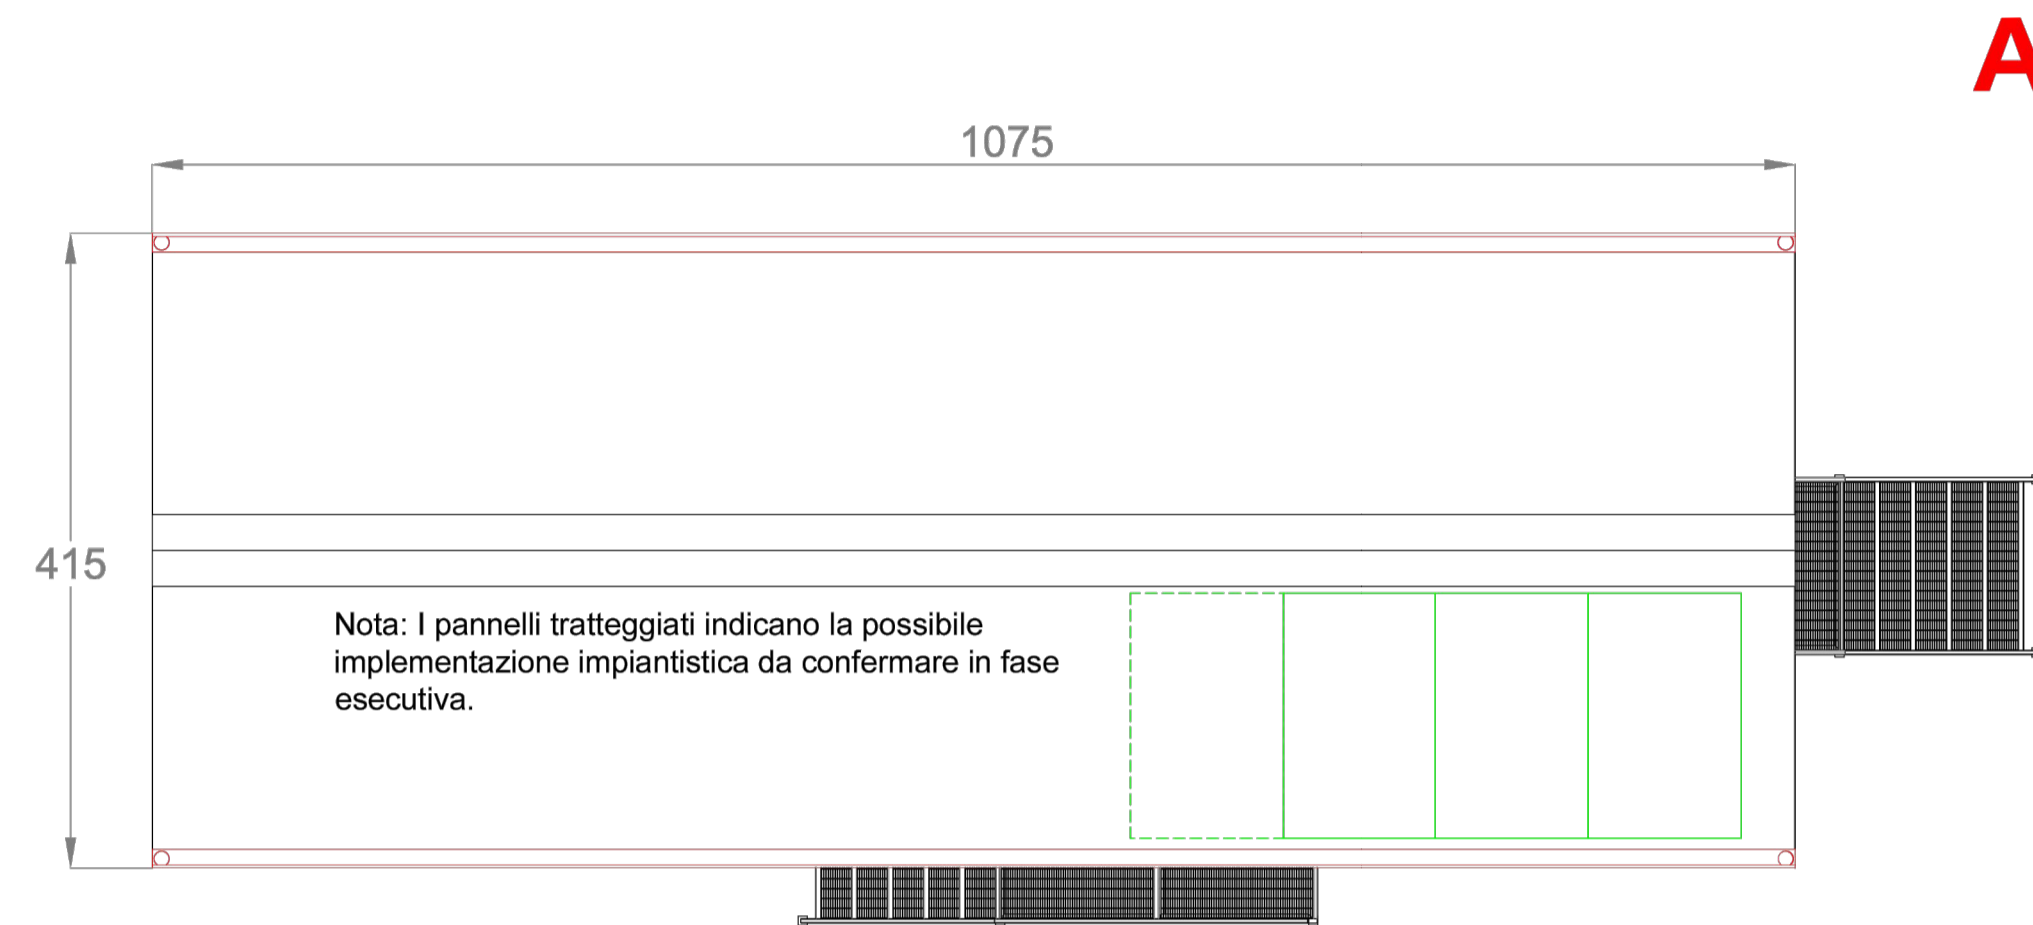 A
1075
415
Nota: I pannelli tratteggiati indicano la possibile
implementazione impiantistica da confermare in fase
esecutiva.